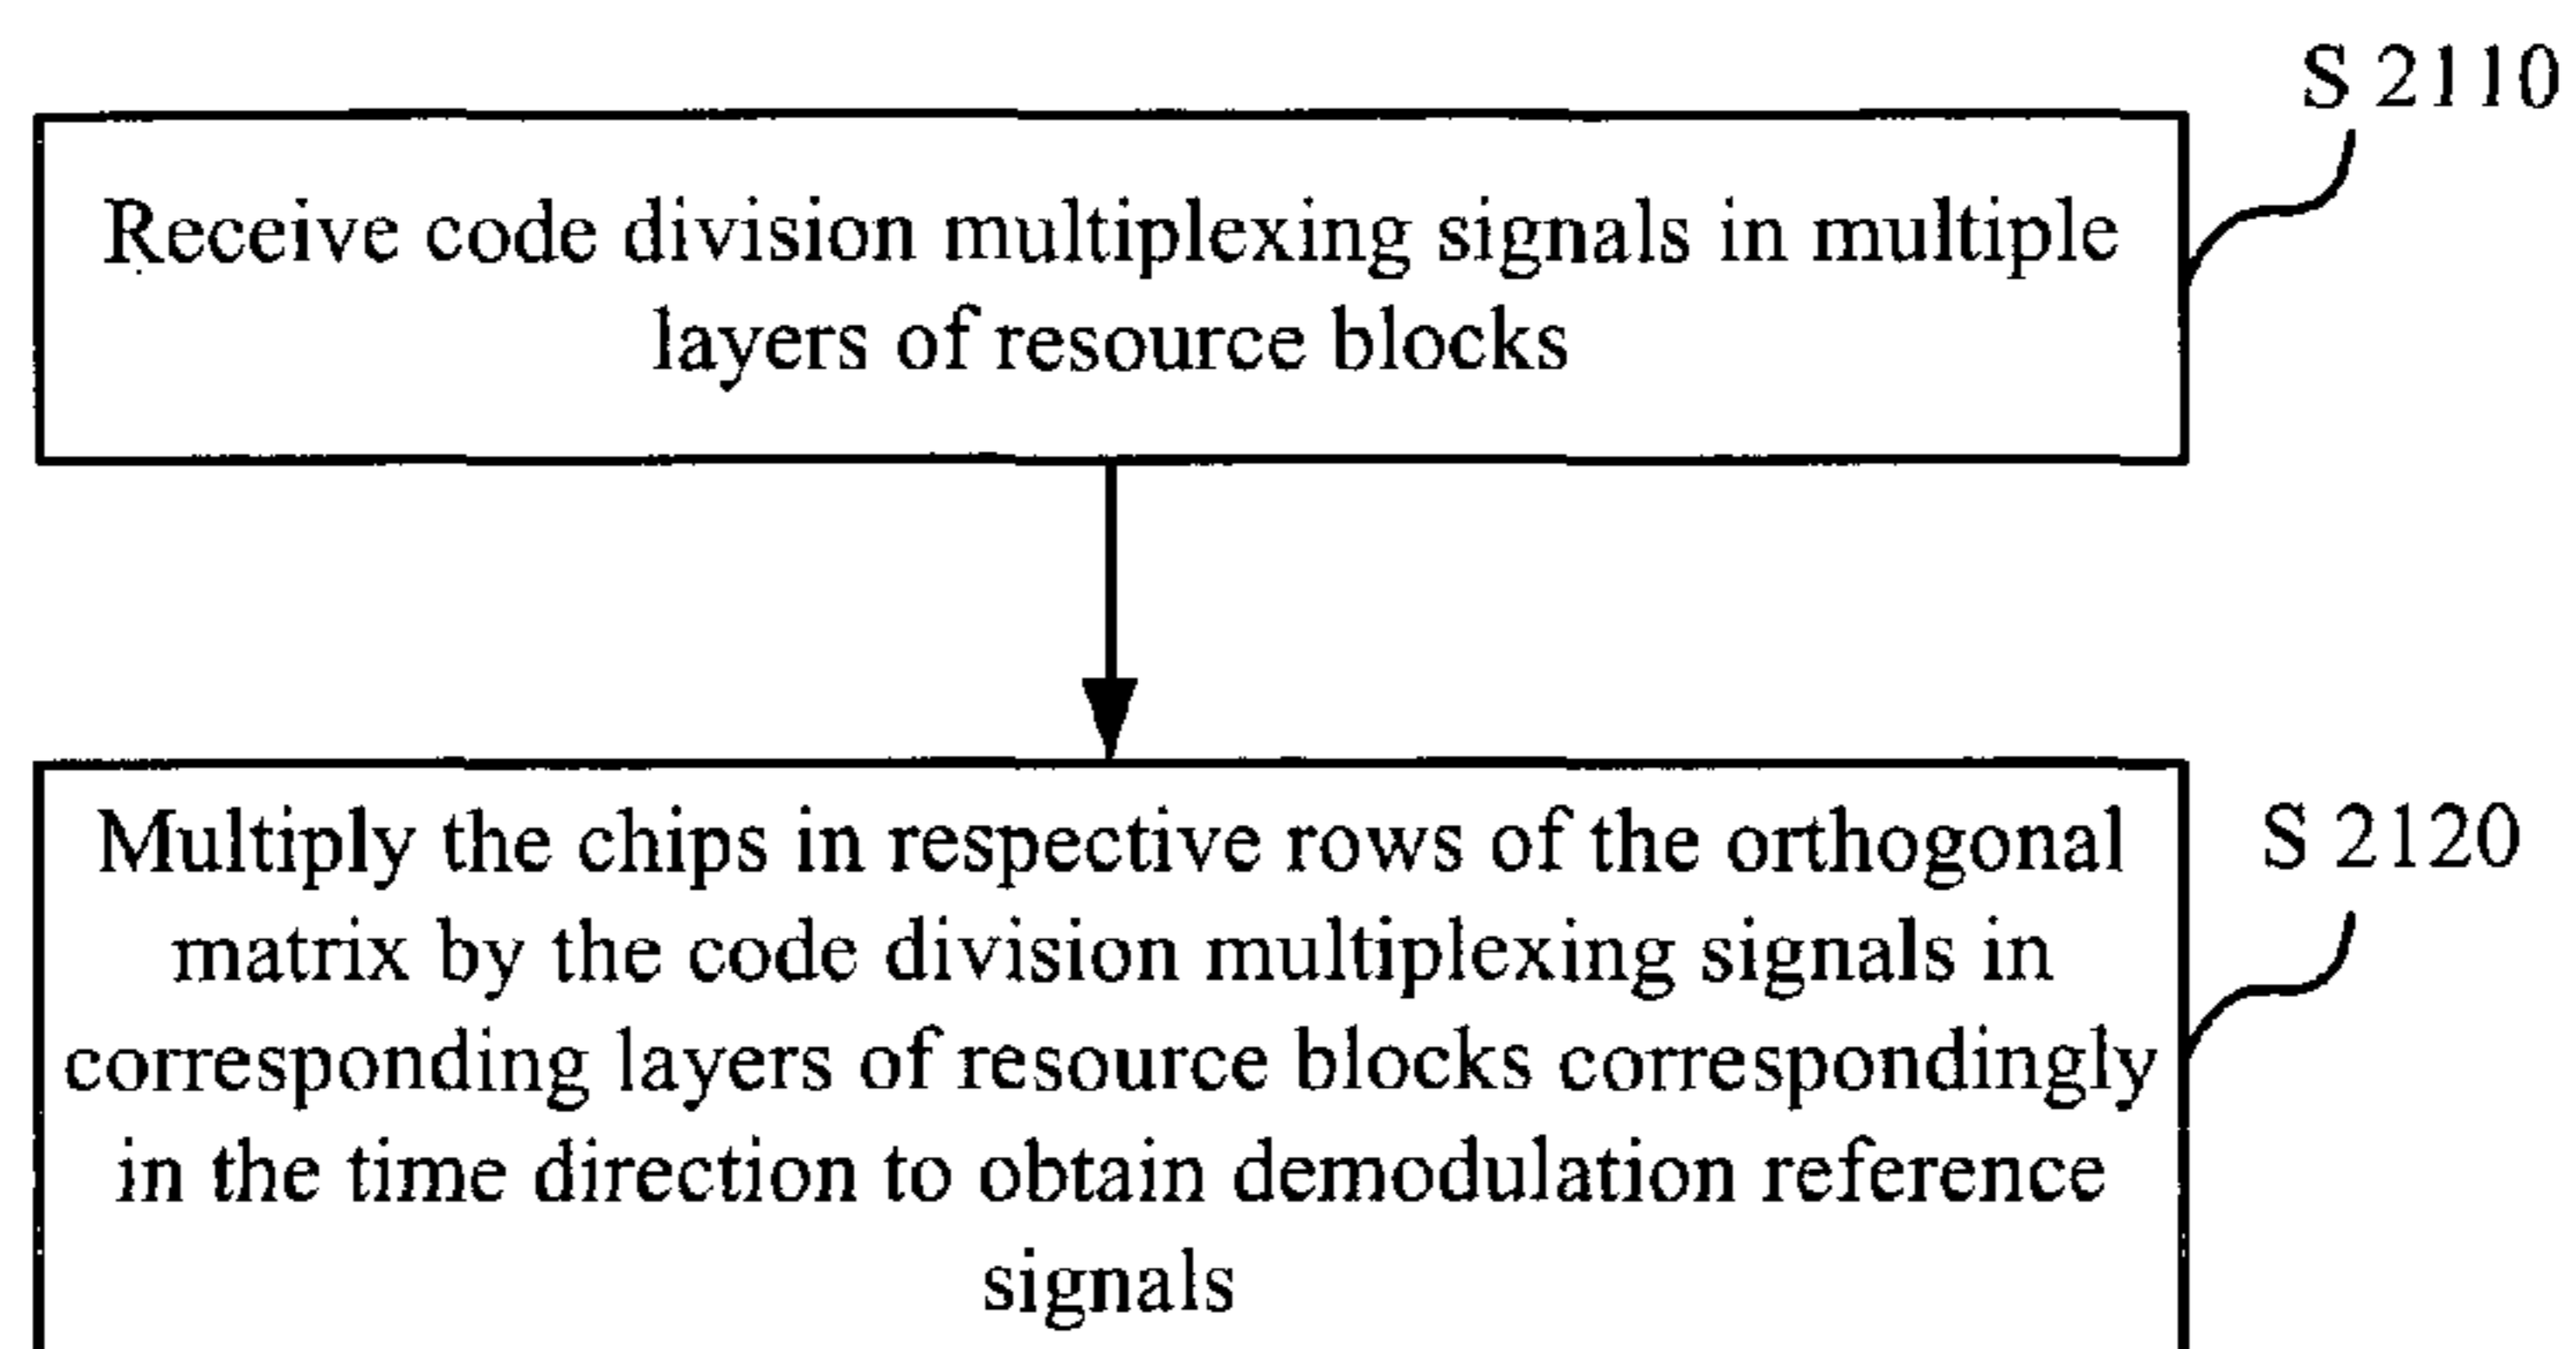 S 2110
Receive code division multiplexing signals in multiple
layers of resource blocks
Multiply the chips in respective rows of the orthogonal
S 2120
matrix by the code division multiplexing signals in
corresponding layers of resource blocks correspondingly
in the time direction to obtain demodulation reference
signals